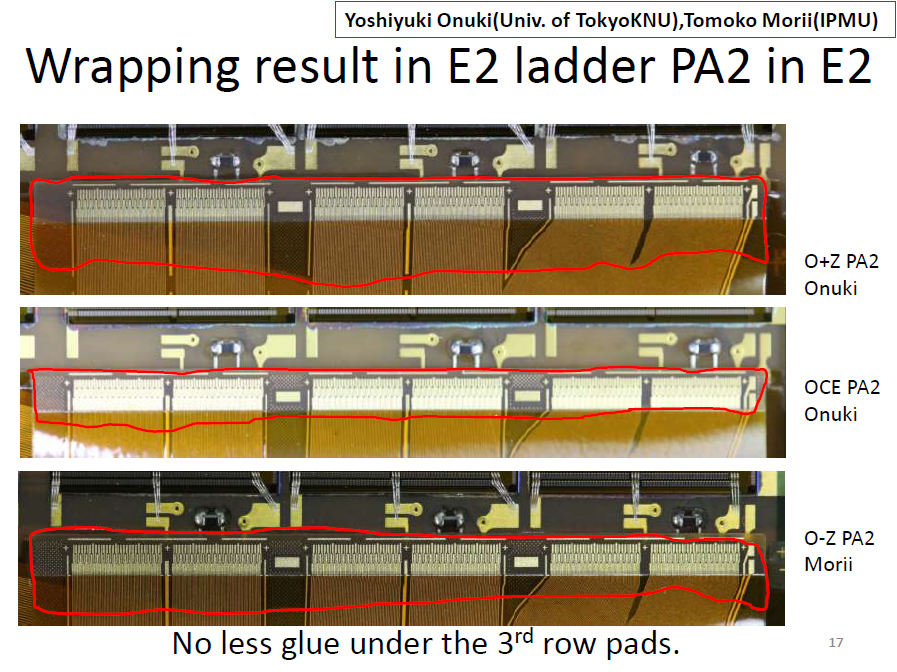 Yoshiyuki Onuki(Univ. of TokyoKNU),Tomoko Morii(IPMU)
Wrapping result in E2 ladder PA2 in E2
O+Z PA2
Onuki
OCE PA2
Onuki
O-Z PA2
Morii
No less glue under the 3rd row pads.
17